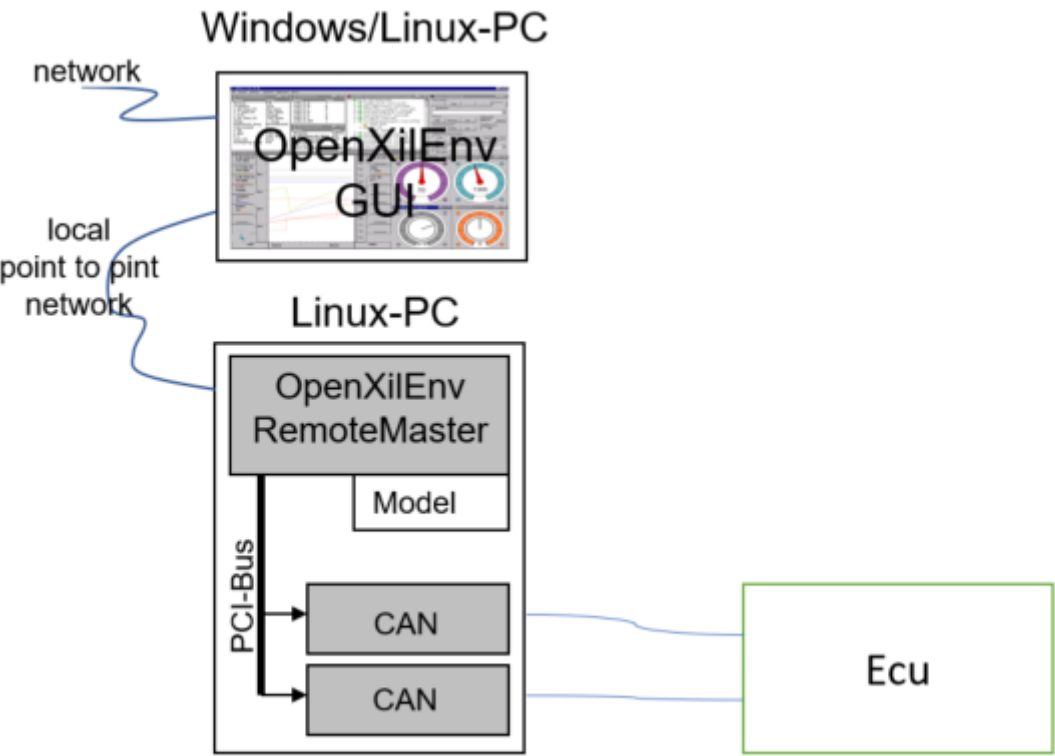 Windows/Linux-PC
network
OpenXilEnv
GUI
local
point to pint
network
Linux-PC
OpenXilEnv
RemoteMaster
Model
PCI-Bus
CAN
CAN
Ecu